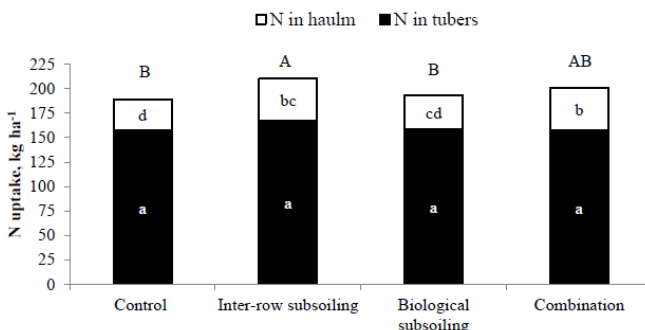 N in haulm N in tubers
N uptake, kg ha⁻¹
225
200
175
150
125
100
75
50
25
0
B A B AB
d bc cd b
a a a a
Control Inter-row subsoiling Biological subsoiling Combination